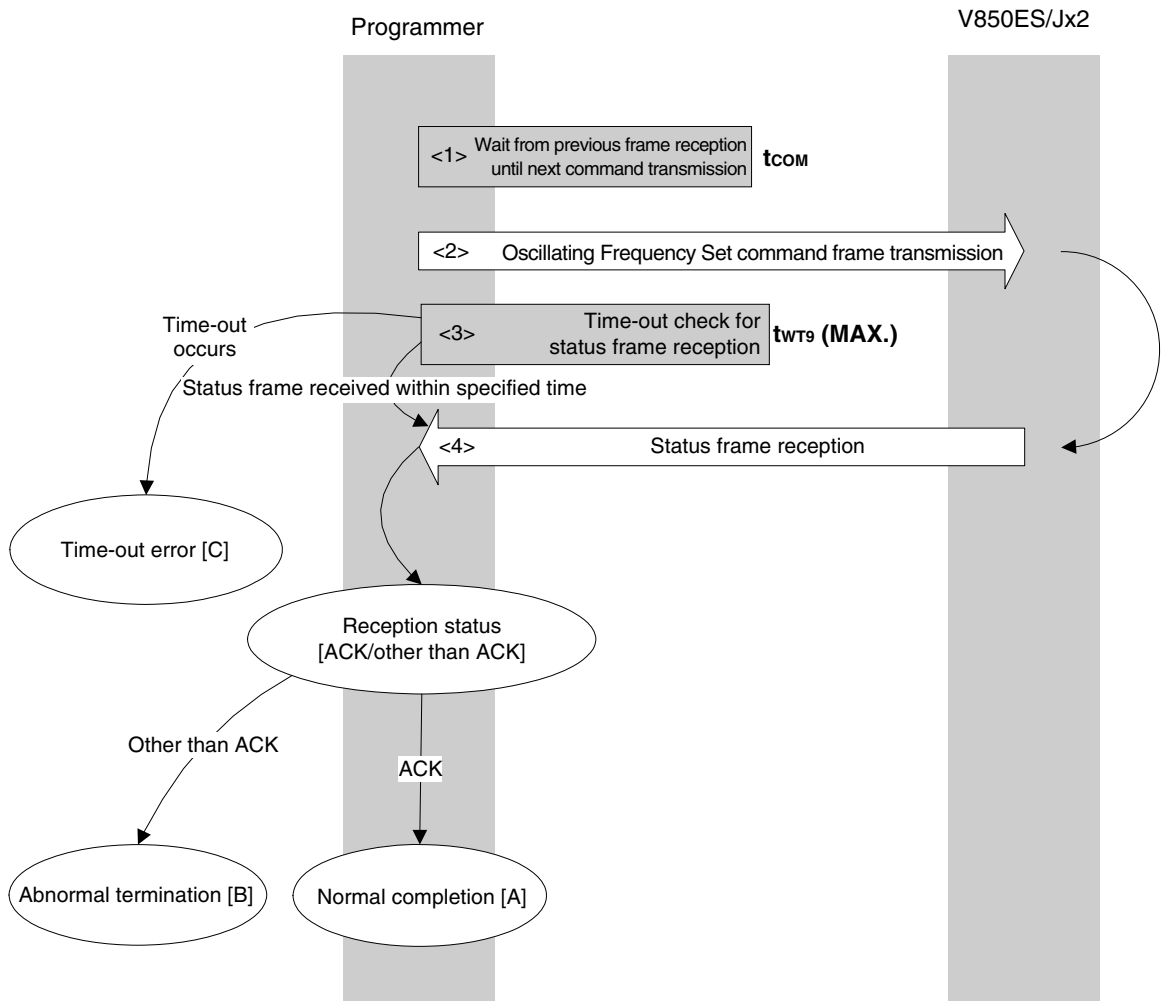 Programmer
V850ES/Jx2
<1> Wait from previous frame reception
until next command transmission
tCOM
<2> Oscillating Frequency Set command frame transmission
Time-out
occurs
<3> Time-out check for
status frame reception
tWT9 (MAX.)
Status frame received within specified time
<4> Status frame reception
Time-out error [C]
Reception status
[ACK/other than ACK]
Other than ACK
ACK
Abnormal termination [B]
Normal completion [A]